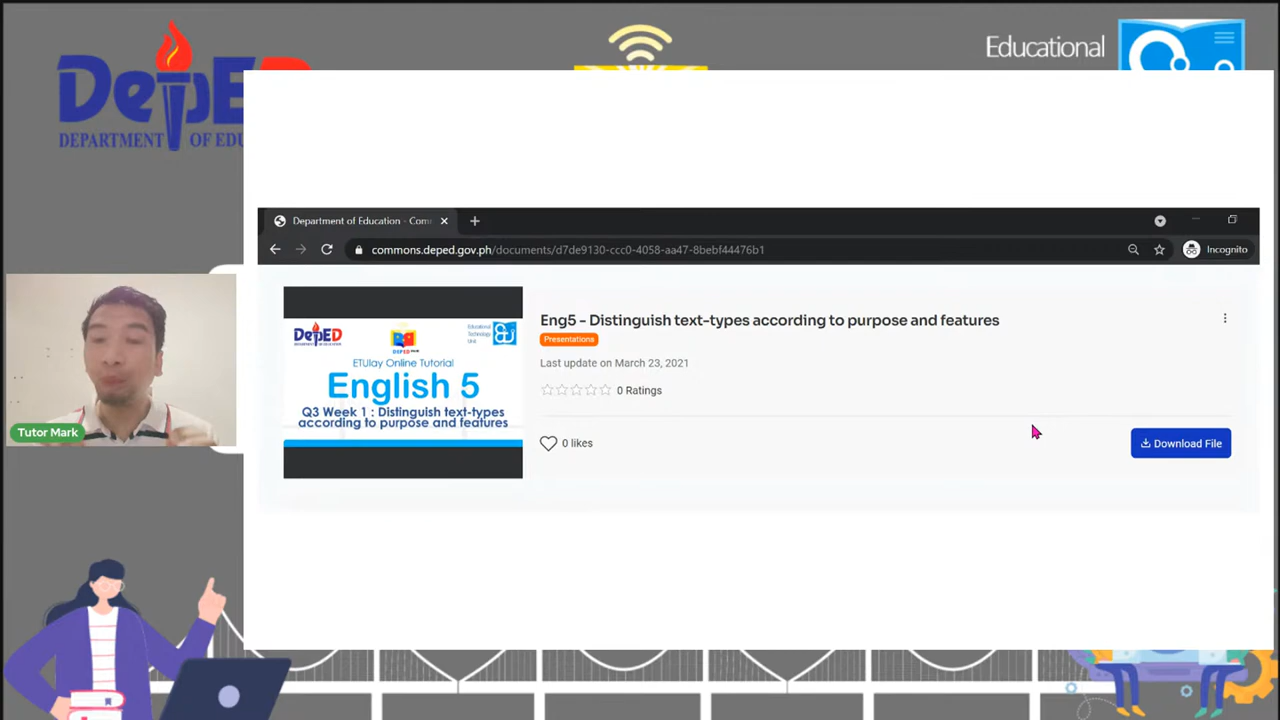 DepED
DEPARTMENT OF EDU
Educational
Department of Education - Com
commons.deped.gov.ph/documents/d7de9130-ccc0-4058-aa47-8bebf44476b1
Incognito
DepED
DEPED
Educational
Technology
Unit
ETUlay Online Tutorial
English 5
Q3 Week 1 : Distinguish text-types
according to purpose and features
Eng5 - Distinguish text-types according to purpose and features
Presentations
Last update on March 23, 2021
0 Ratings
0 likes
Download File
Tutor Mark